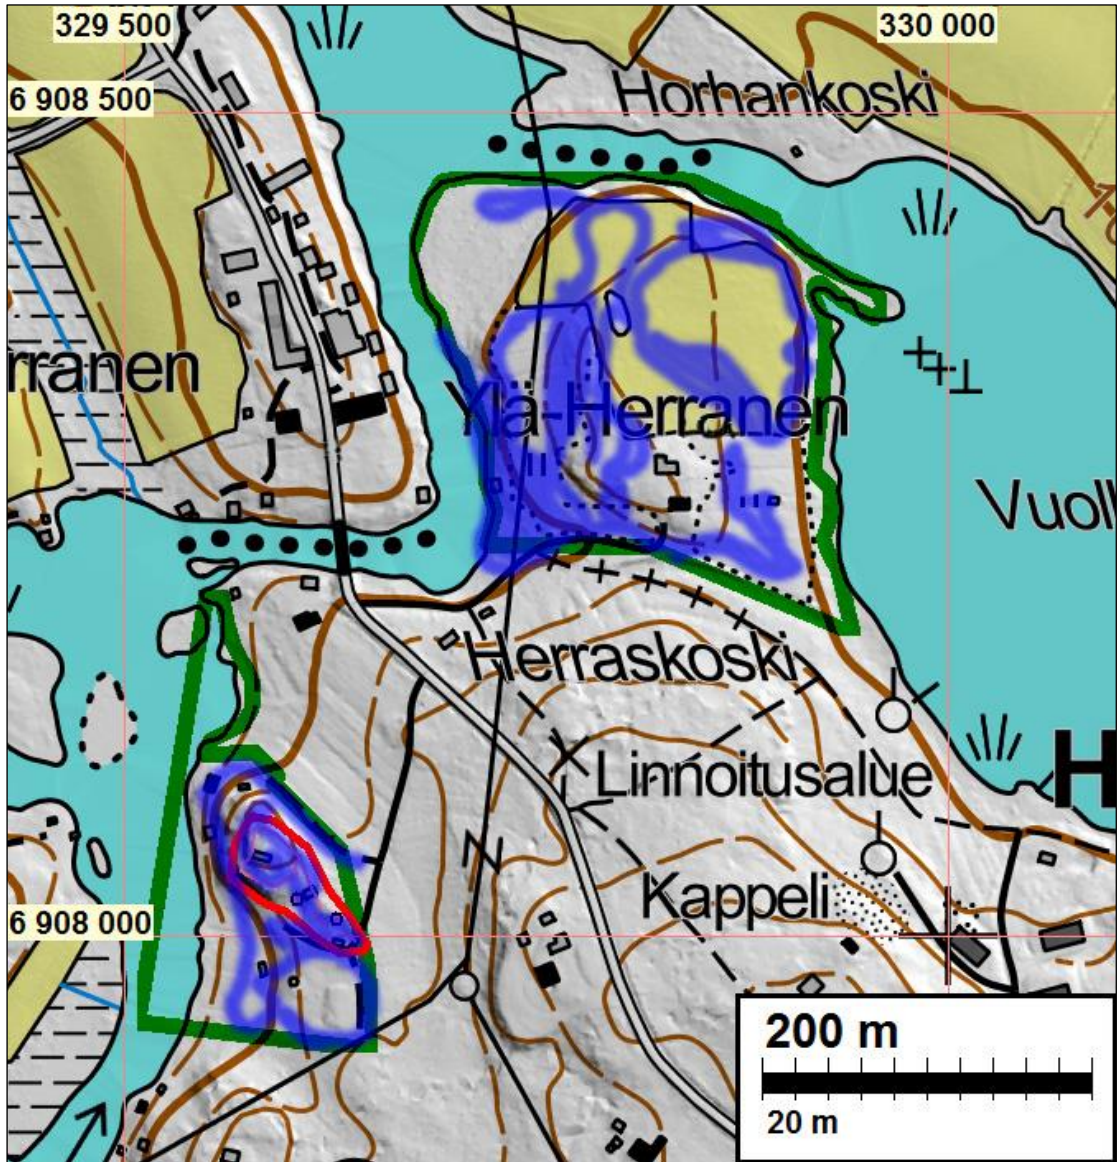 329 500
330 000
6 908 500
Horhankoski
rranen
Ylä-Herranen
Vuoll
Herraskoski
Linnoitusalue
H
Kappeli
6 908 000
200 m
20 m